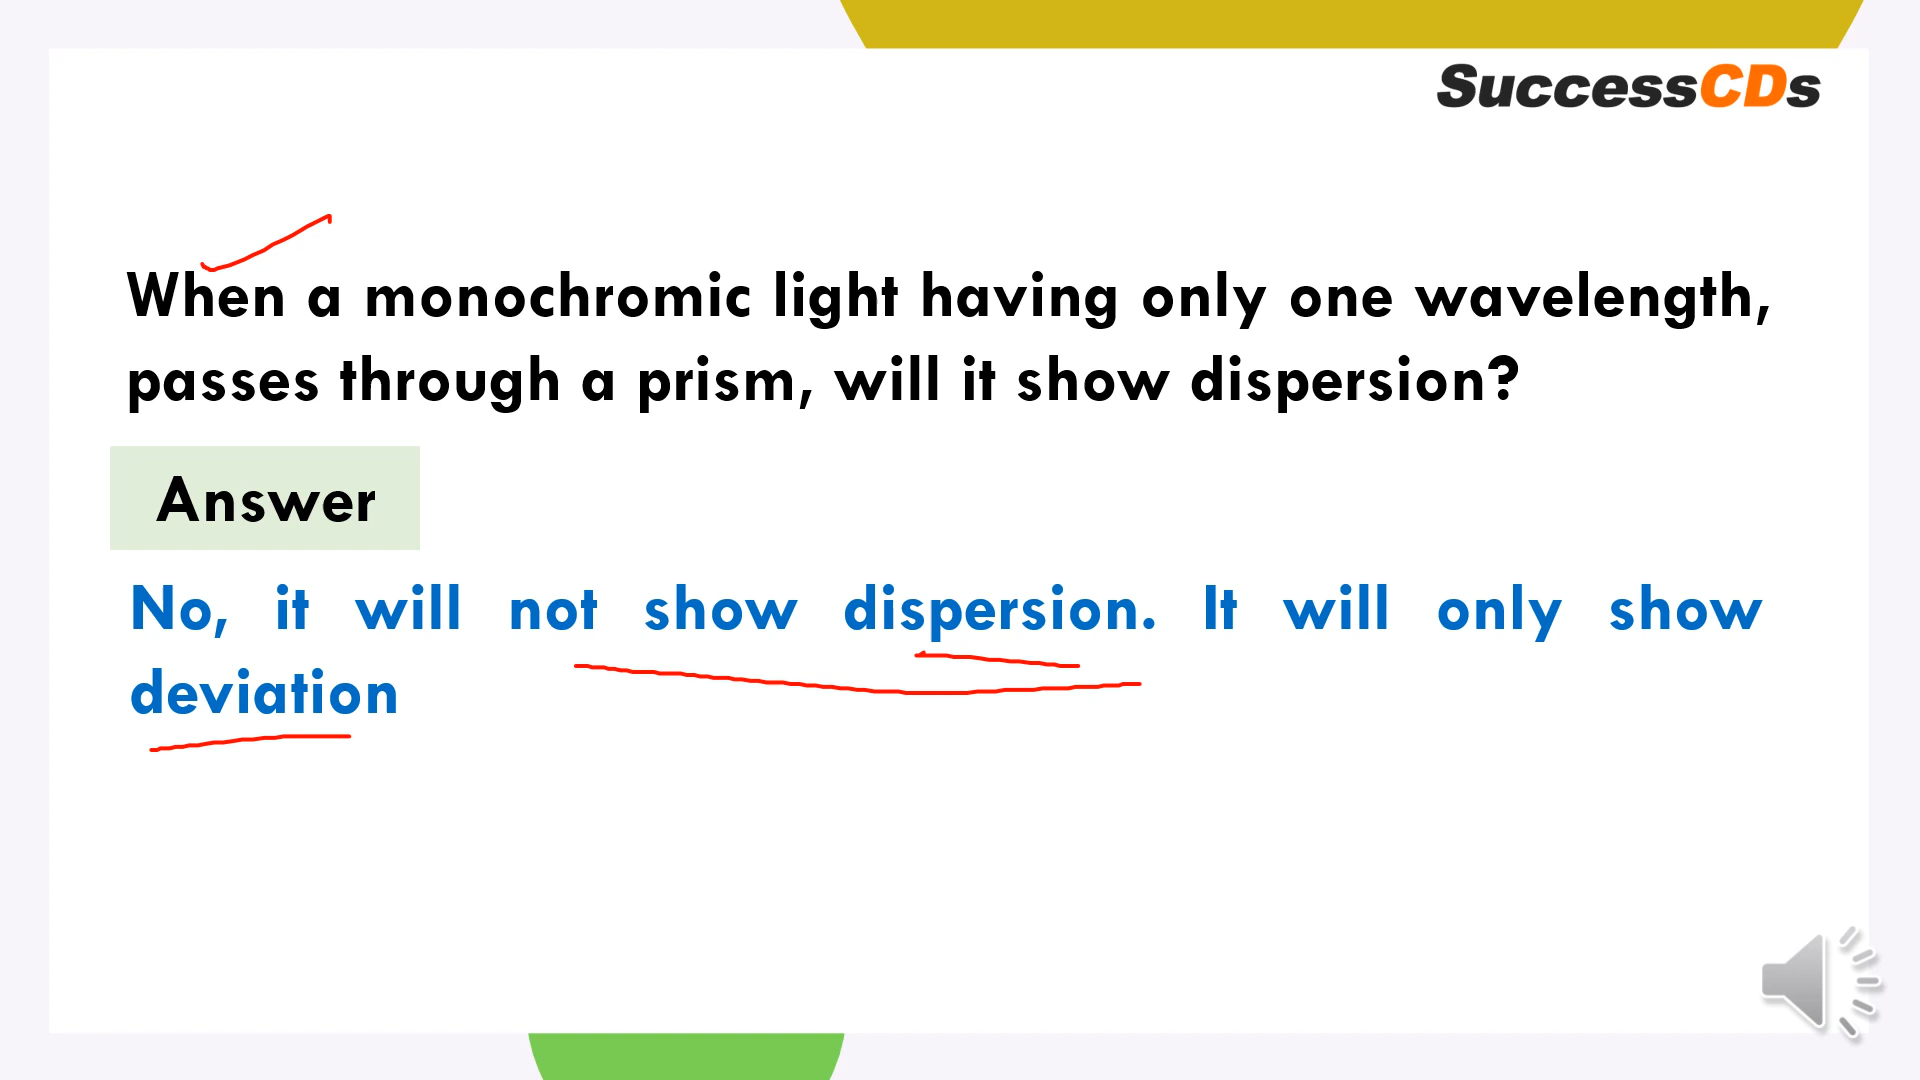 SuccessCDs
When a monochromic light having only one wavelength,
passes through a prism, will it show dispersion?
Answer
No, it will not show dispersion. It will only show
deviation